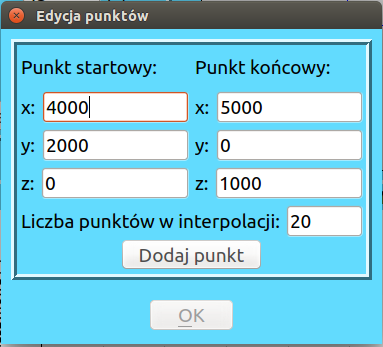 Edycja punktów
Punkt startowy: Punkt końcowy:
x: 4000 x: 5000
y: 2000 y: 0
z: 0 z: 1000
Liczba punktów w interpolacji: 20
Dodaj punkt
OK